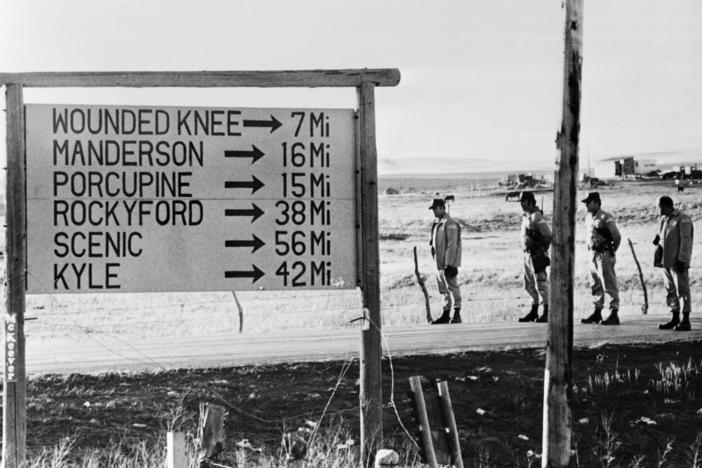 WOUNDED KNEE → 7 Mi
MANDERSON → 16 Mi
PORCUPINE → 15 Mi
ROCKYFORD → 38 Mi
SCENIC → 56 Mi
KYLE → 42 Mi